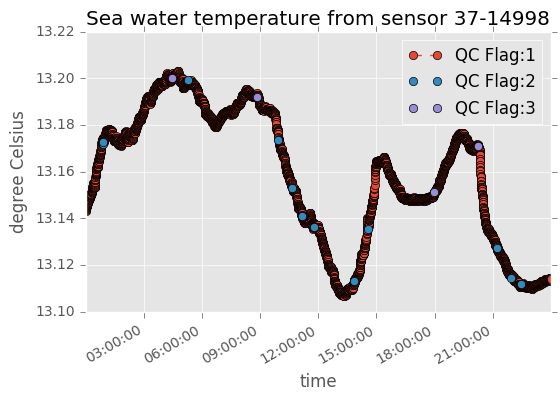 Sea water temperature from sensor 37-14998
13.22
13.20
13.18
13.16
13.14
13.12
13.10
degree Celsius
QC Flag:1
QC Flag:2
QC Flag:3
03:00:00
06:00:00
09:00:00
12:00:00
15:00:00
18:00:00
21:00:00
time